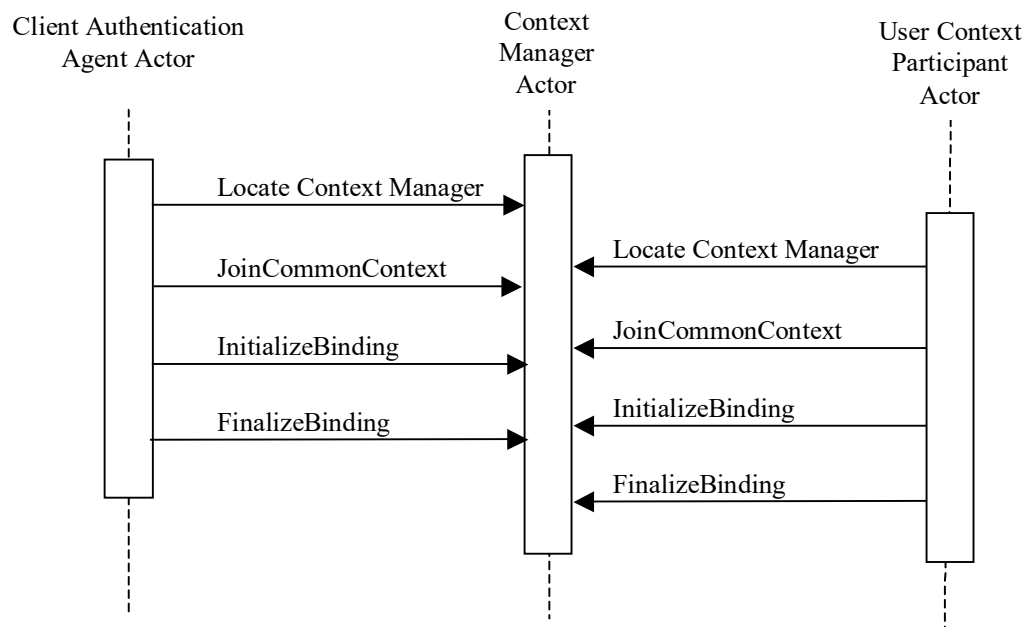 Client Authentication
Agent Actor
Context
Manager
Actor
User Context
Participant
Actor
Locate Context Manager
JoinCommonContext
InitializeBinding
FinalizeBinding
Locate Context Manager
JoinCommonContext
InitializeBinding
FinalizeBinding